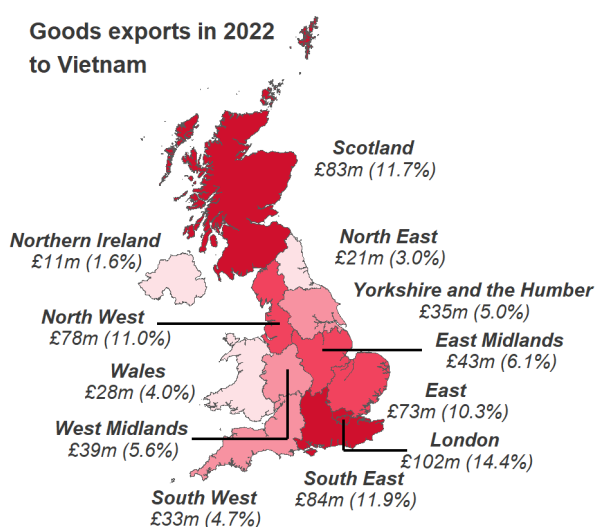 Goods exports in 2022
to Vietnam
Scotland
£83m (11.7%)
Northern Ireland
£11m (1.6%)
North East
£21m (3.0%)
Yorkshire and the Humber
£35m (5.0%)
North West
£78m (11.0%)
East Midlands
£43m (6.1%)
Wales
£28m (4.0%)
East
£73m (10.3%)
West Midlands
£39m (5.6%)
London
£102m (14.4%)
South East
£84m (11.9%)
South West
£33m (4.7%)